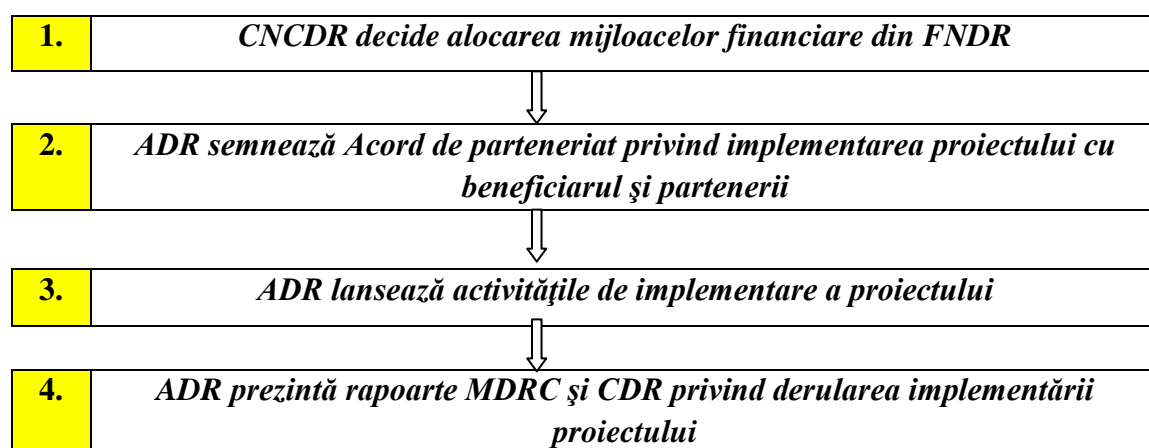 1. CNCDR decide alocarea mijloacelor financiare din FNDR
2. ADR semnează Acord de parteneriat privind implementarea proiectului cu
beneficiarul şi partenerii
3. ADR lansează activităţile de implementare a proiectului
4. ADR prezintă rapoarte MDRC şi CDR privind derularea implementării
proiectului